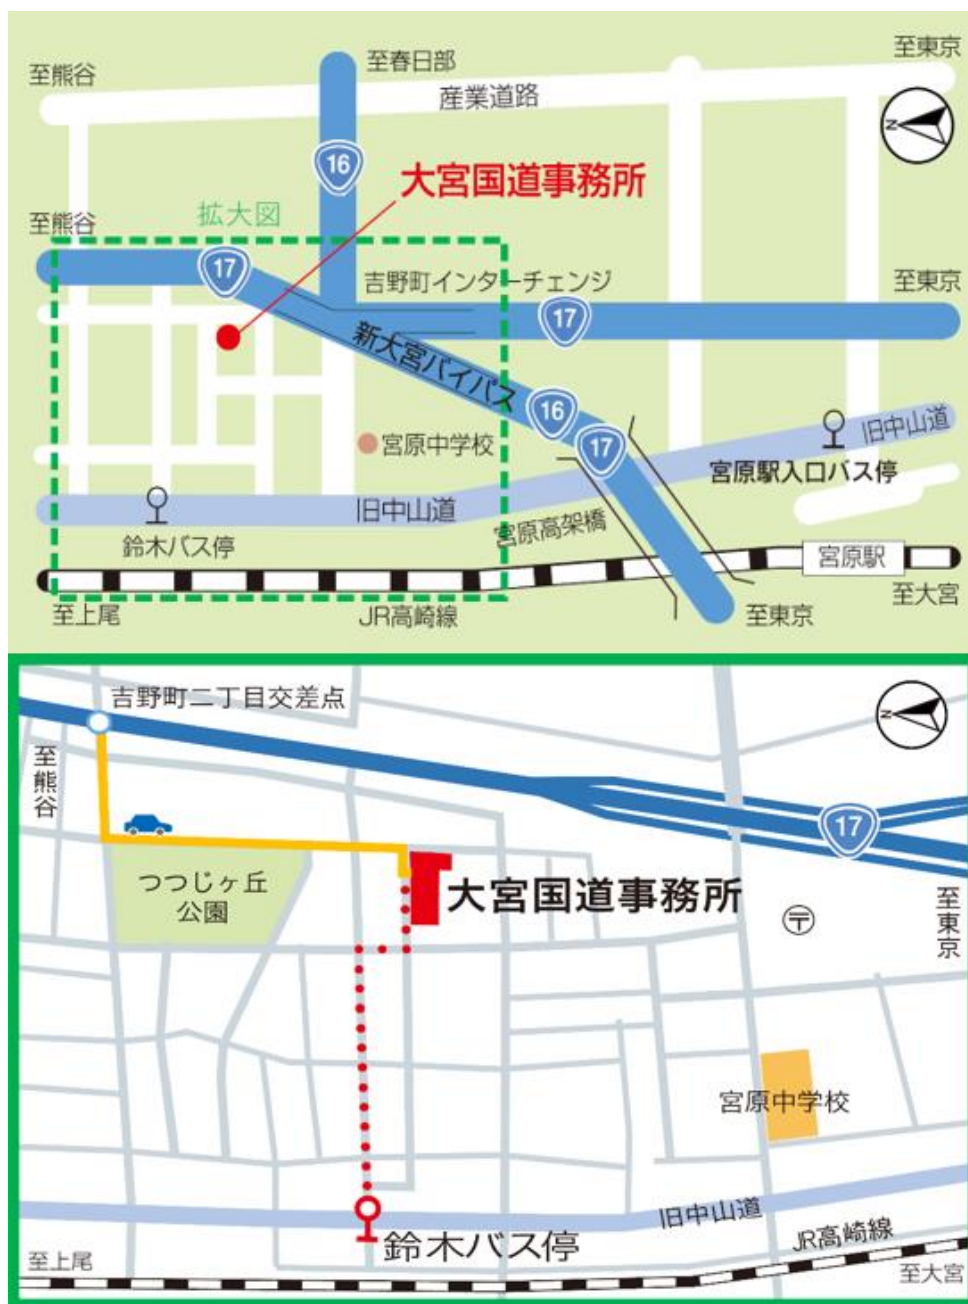 至春日部
至東京
至熊谷
産業道路
N
16
大宮国道事務所
拡大図
至熊谷
17
吉野町インターチェンジ
至東京
17
新大宮バイパス
16
17
旧中山道
宮原中学校
宮原駅入口バス停
旧中山道
宮原高架橋
鈴木バス停
宮原駅
至上尾
JR高崎線
至東京
至大宮
吉野町二丁目交差点
N
至熊谷
17
つつじヶ丘
公園
大宮国道事務所
〒
至東京
宮原中学校
旧中山道
鈴木バス停
JR高崎線
至上尾
至大宮